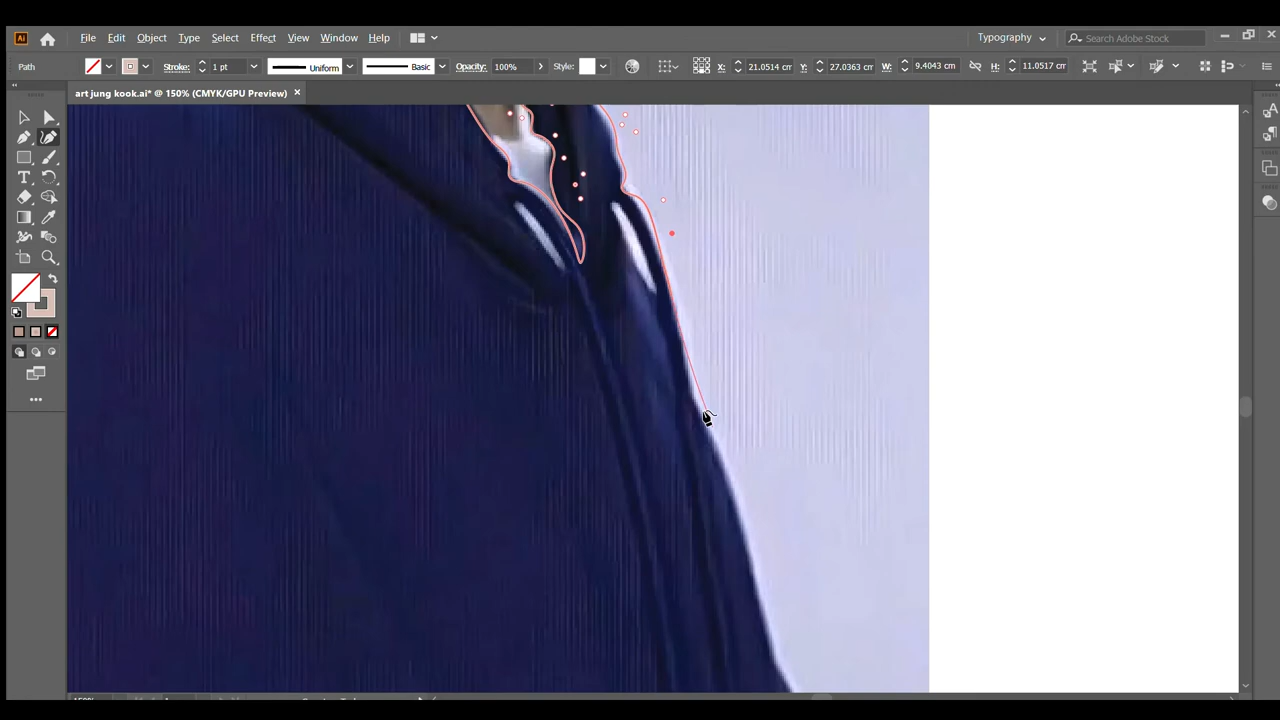 Ai File Edit Object Type Select Effect View Window Help Typography Search Adobe Stock
Path Stroke: 1 pt Uniform Basic Opacity: 100% Style: X: 21.0514 cm Y: 27.0363 cm W: 9.4043 cm H: 11.0517 cm
art jung kook.ai* @ 150% (CMYK/GPU Preview)